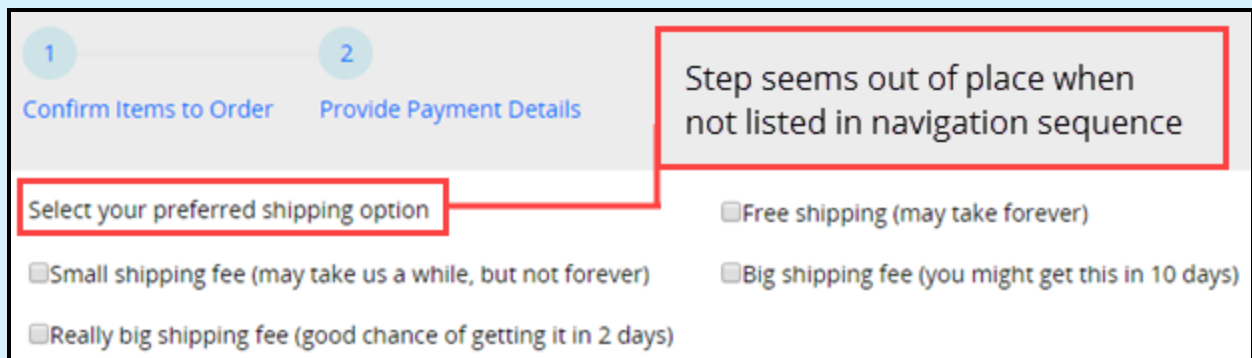 1
2
Confirm Items to Order
Provide Payment Details
Step seems out of place when
not listed in navigation sequence
Select your preferred shipping option
Free shipping (may take forever)
Small shipping fee (may take us a while, but not forever)
Big shipping fee (you might get this in 10 days)
Really big shipping fee (good chance of getting it in 2 days)